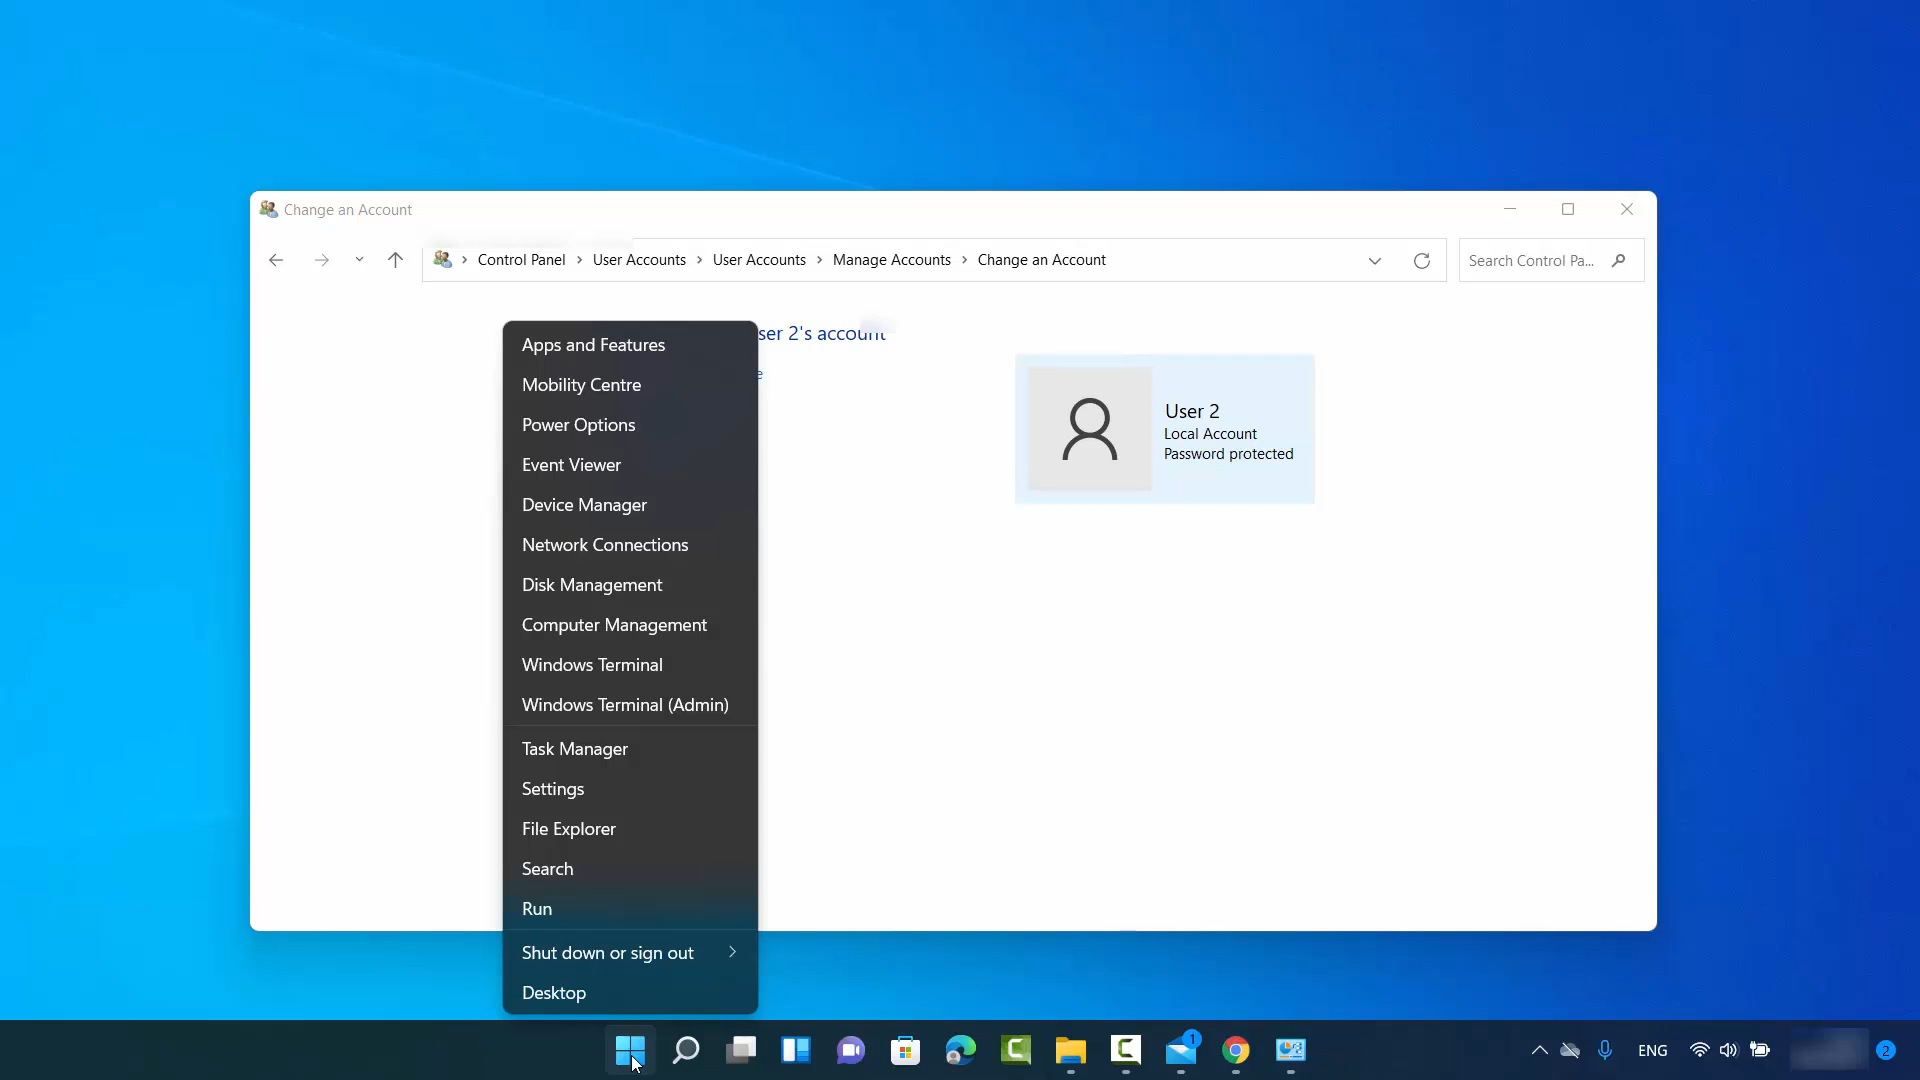 Change an Account
Control Panel > User Accounts > User Accounts > Manage Accounts > Change an Account
Search Control Pa...
ser 2's account
e
User 2
Local Account
Password protected
Apps and Features
Mobility Centre
Power Options
Event Viewer
Device Manager
Network Connections
Disk Management
Computer Management
Windows Terminal
Windows Terminal (Admin)
Task Manager
Settings
File Explorer
Search
Run
Shut down or sign out
Desktop
1
ENG
2